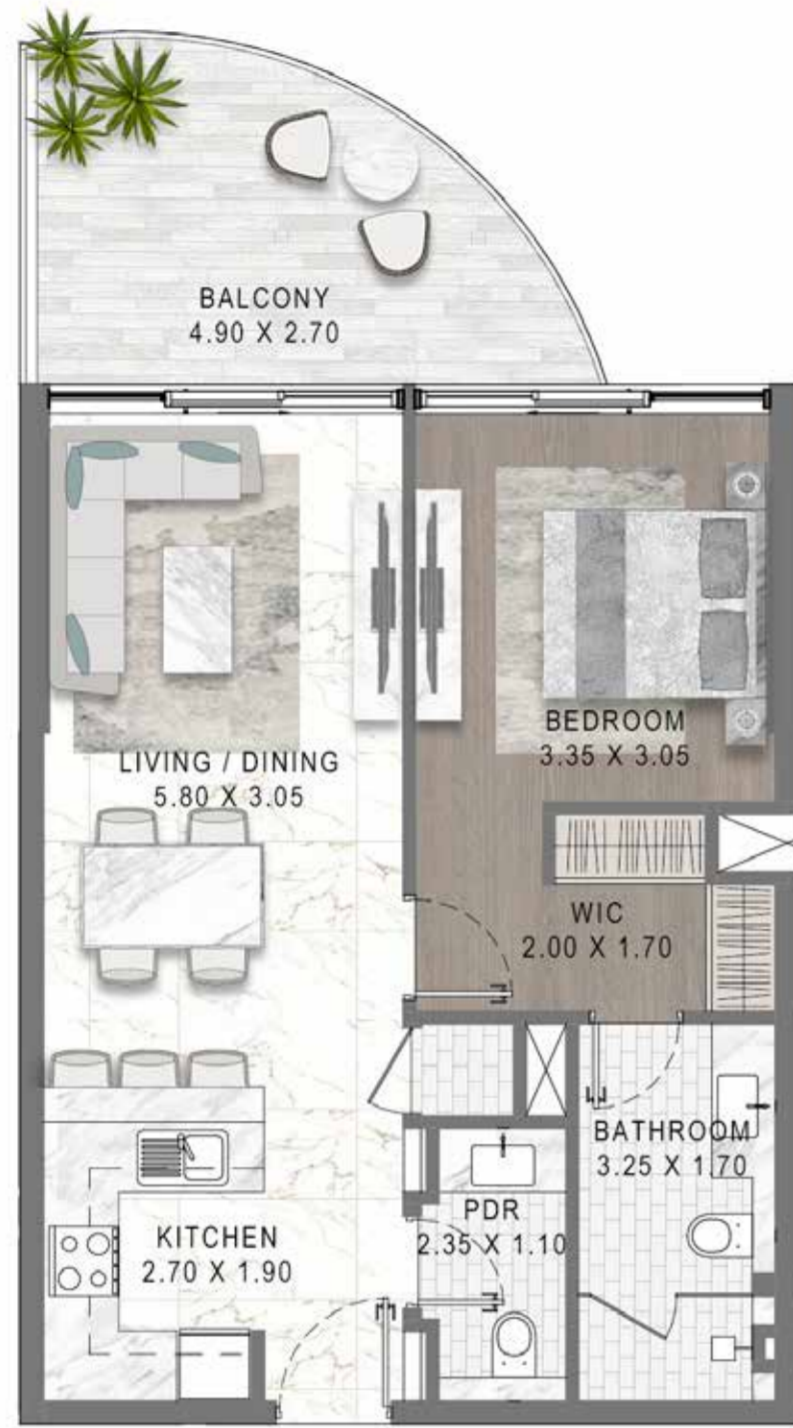 BALCONY
4.90 X 2.70
LIVING / DINING
5.80 X 3.05
BEDROOM
3.35 X 3.05
WIC
2.00 X 1.70
BATHROOM
3.25 X 1.70
PDR
2.35 X 1.10
KITCHEN
2.70 X 1.90